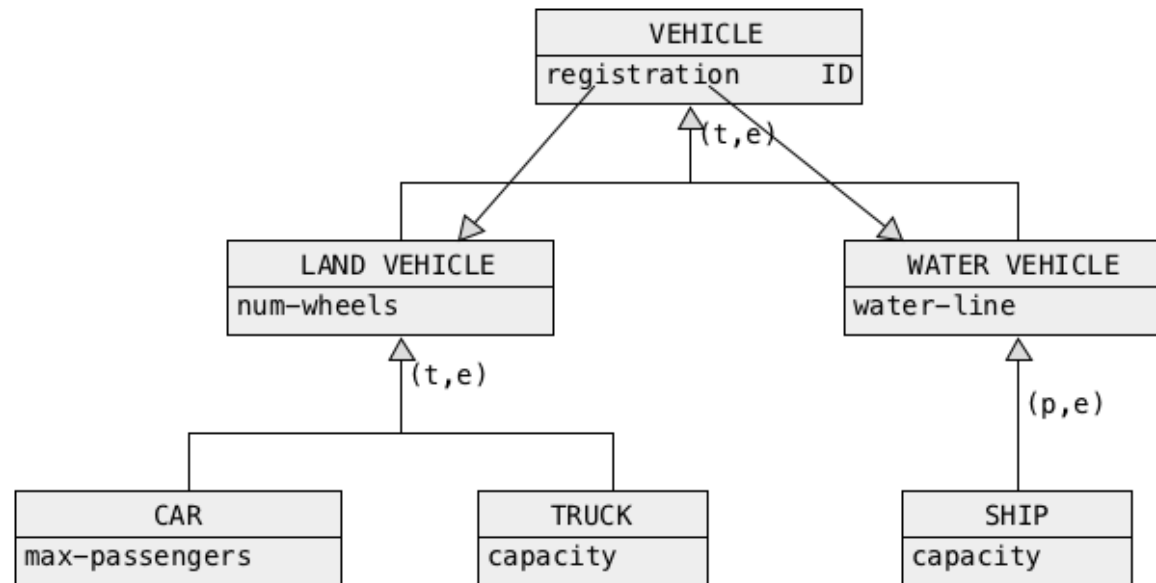 VEHICLE
registration ID
(t,e)
LAND VEHICLE
num-wheels
WATER VEHICLE
water-line
(t,e)
(p,e)
CAR
max-passengers
TRUCK
capacity
SHIP
capacity